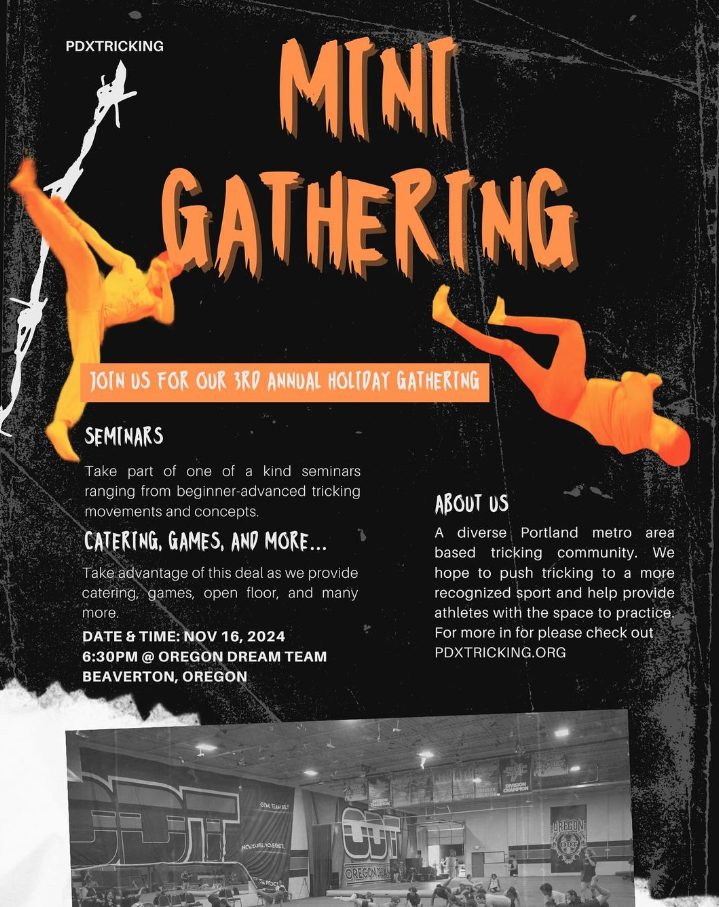 PDXTRICKING
MINI
GATHERING
JOIN US FOR OUR 3RD ANNUAL HOLIDAY GATHERING
SEMINARS
Take part of one of a kind seminars
ranging from beginner-advanced tricking
movements and concepts.
CATERING, GAMES, AND MORE...
Take advantage of this deal as we provide
catering, games, open floor, and many
more.
DATE & TIME: NOV 16, 2024
6:30PM @ OREGON DREAM TEAM
BEAVERTON, OREGON
ABOUT US
A diverse Portland metro area
based tricking community. We
hope to push tricking to a more
recognized sport and help provide
athletes with the space to practice.
For more in for please check out
PDXTRICKING.ORG
ODT
ODT
OREGON
DIVISION
CHAMPION
OREGON